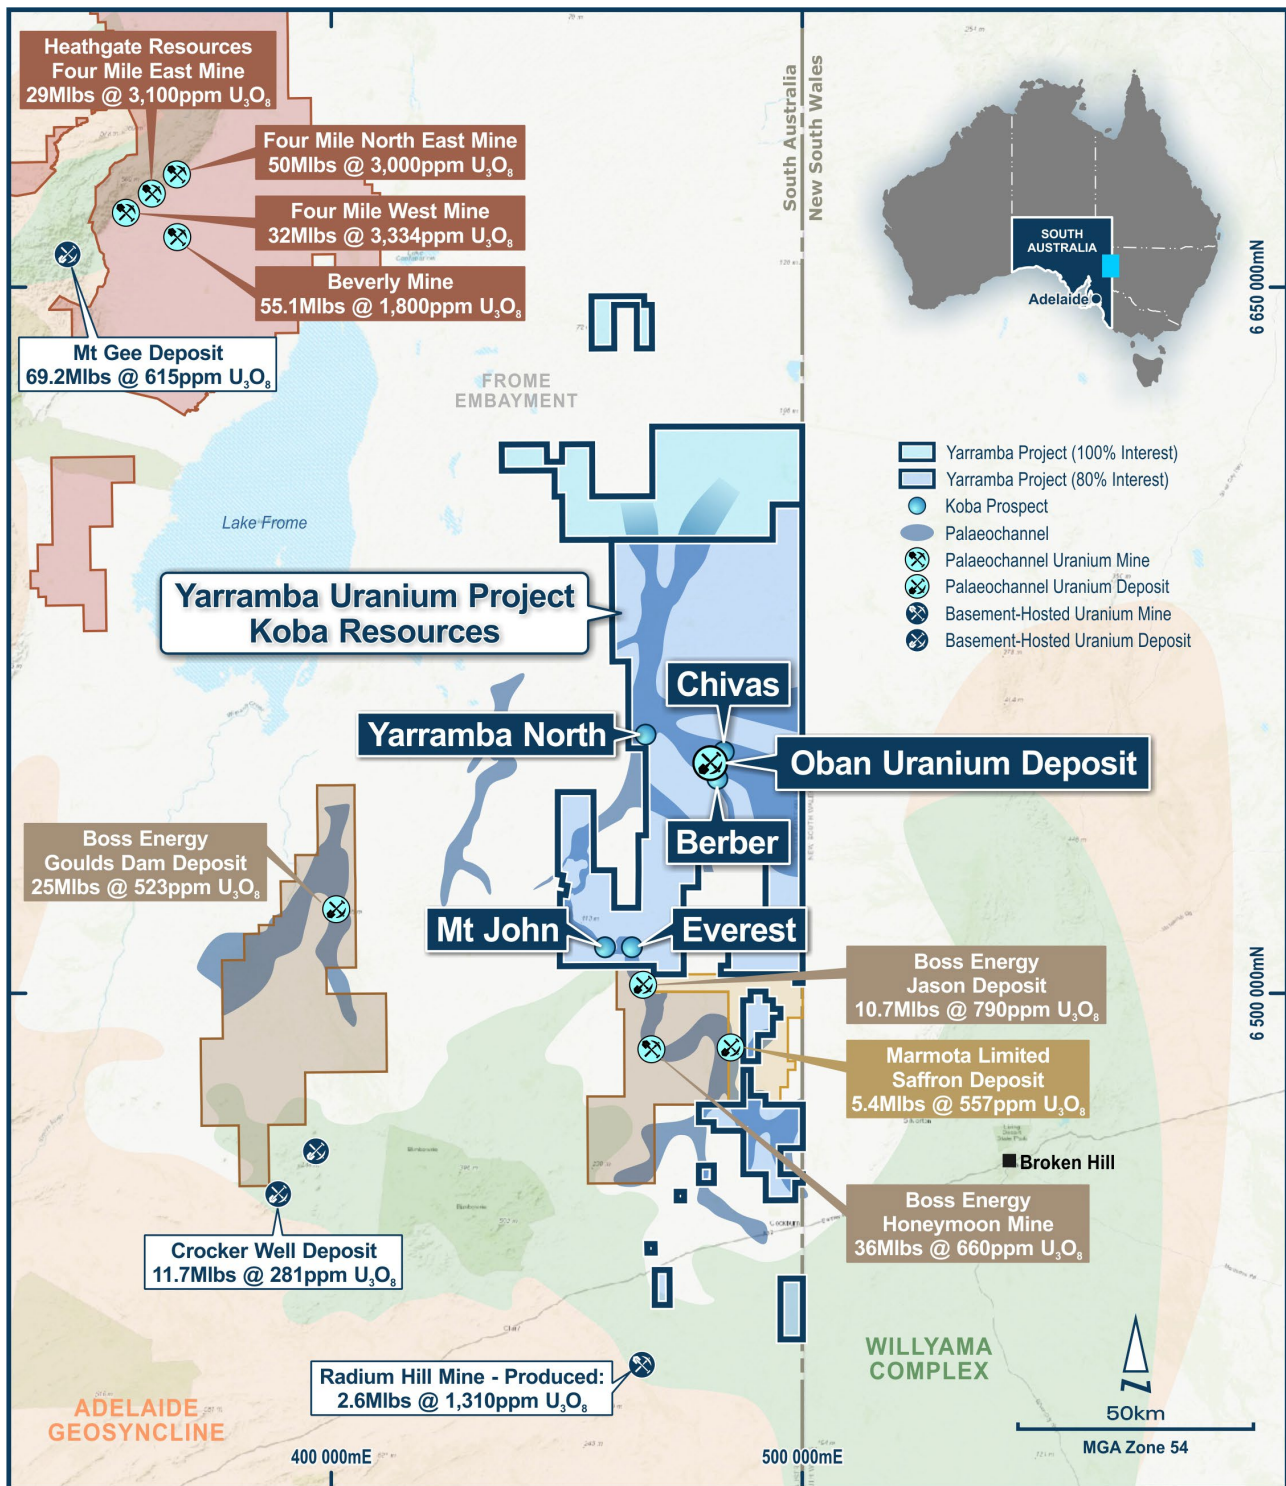 Heathgate Resources
Four Mile East Mine
29Mlbs @ 3,100ppm U₃O₈
Four Mile North East Mine
50Mlbs @ 3,000ppm U₃O₈
Four Mile West Mine
32Mlbs @ 3,334ppm U₃O₈
Beverly Mine
55.1Mlbs @ 1,800ppm U₃O₈
Mt Gee Deposit
69.2Mlbs @ 615ppm U₃O₈
South Australia
New South Wales
SOUTH
AUSTRALIA
Adelaide
6 650 000mN
FROME
EMBAYMENT
Lake Frome
Yarramba Project (100% Interest)
Yarramba Project (80% Interest)
Koba Prospect
Palaeochannel
Palaeochannel Uranium Mine
Palaeochannel Uranium Deposit
Basement-Hosted Uranium Mine
Basement-Hosted Uranium Deposit
Yarramba Uranium Project
Koba Resources
Chivas
Yarramba North
Oban Uranium Deposit
Berber
Boss Energy
Goulds Dam Deposit
25Mlbs @ 523ppm U₃O₈
Mt John
Everest
Boss Energy
Jason Deposit
10.7Mlbs @ 790ppm U₃O₈
6 500 000mN
Marmota Limited
Saffron Deposit
5.4Mlbs @ 557ppm U₃O₈
Broken Hill
Boss Energy
Honeymoon Mine
36Mlbs @ 660ppm U₃O₈
Crocker Well Deposit
11.7Mlbs @ 281ppm U₃O₈
Radium Hill Mine - Produced:
2.6Mlbs @ 1,310ppm U₃O₈
WILLYAMA
COMPLEX
ADELAIDE
GEOSYNCLINE
N
50km
MGA Zone 54
400 000mE
500 000mE